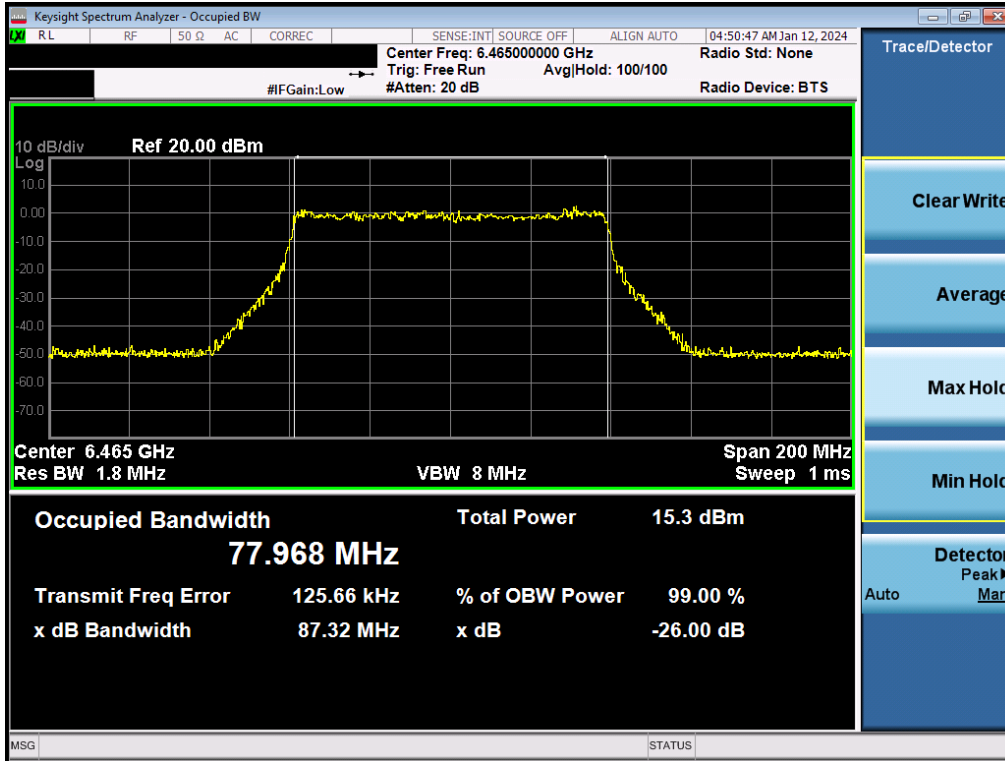 Keysight Spectrum Analyzer - Occupied BW
LXI RL RF 50 Ω AC CORREC SENSE:INT SOURCE OFF ALIGN AUTO 04:50:47 AM Jan 12, 2024
Center Freq: 6.465000000 GHz Radio Std: None
Trig: Free Run Avg|Hold: 100/100
#IFGain:Low #Atten: 20 dB Radio Device: BTS
10 dB/div Ref 20.00 dBm
Log
10.0
0.00
-10.0
-20.0
-30.0
-40.0
-50.0
-60.0
-70.0
Center 6.465 GHz Span 200 MHz
Res BW 1.8 MHz VBW 8 MHz Sweep 1 ms
Occupied Bandwidth Total Power 15.3 dBm
77.968 MHz
Transmit Freq Error 125.66 kHz % of OBW Power 99.00 %
x dB Bandwidth 87.32 MHz x dB -26.00 dB
MSG STATUS
Trace/Detector
Clear Write
Average
Max Hold
Min Hold
Detector
Peak
Auto Man